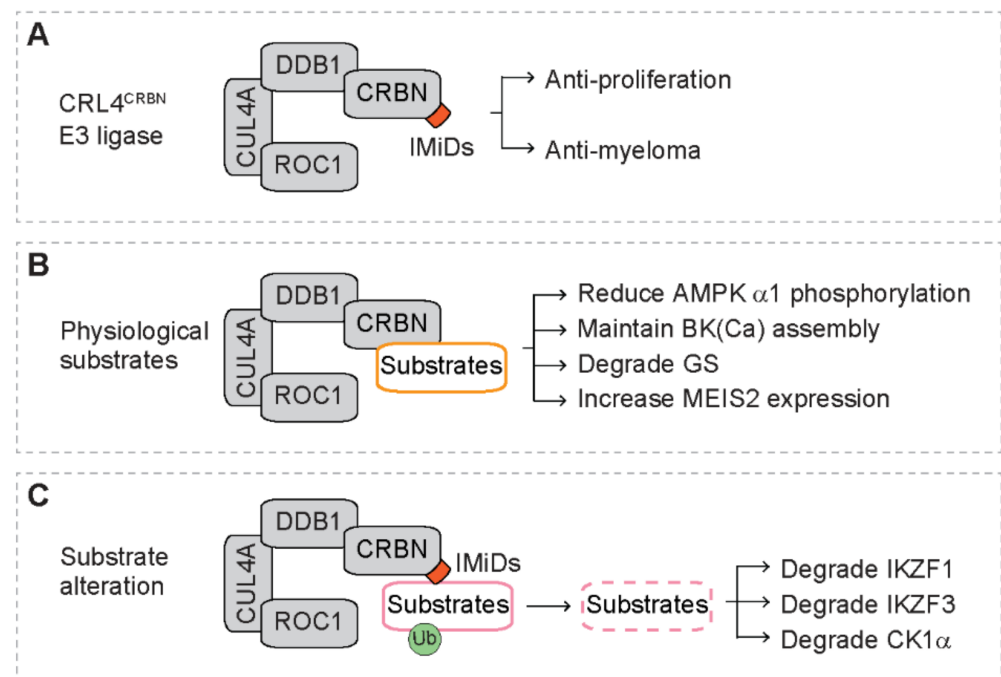 A
CRL4CRBN
E3 ligase
DDB1
CRBN
CUL4A
ROC1
IMiDs
Anti-proliferation
Anti-myeloma
B
Physiological
substrates
DDB1
CRBN
CUL4A
Substrates
ROC1
Reduce AMPK α1 phosphorylation
Maintain BK(Ca) assembly
Degrade GS
Increase MEIS2 expression
C
Substrate
alteration
DDB1
CRBN
CUL4A
IMiDs
Substrates
Ub
ROC1
Substrates
Degrade IKZF1
Degrade IKZF3
Degrade CK1α